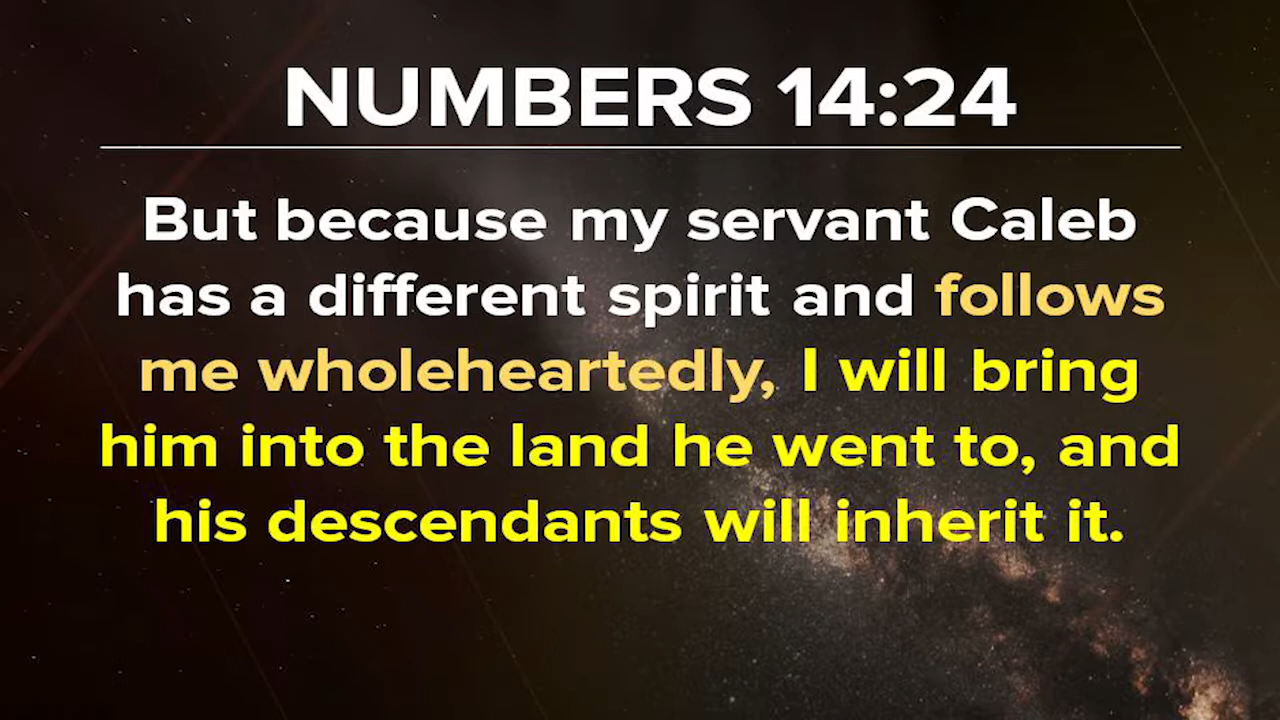 NUMBERS 14:24
But because my servant Caleb
has a different spirit and follows
me wholeheartedly, I will bring
him into the land he went to, and
his descendants will inherit it.